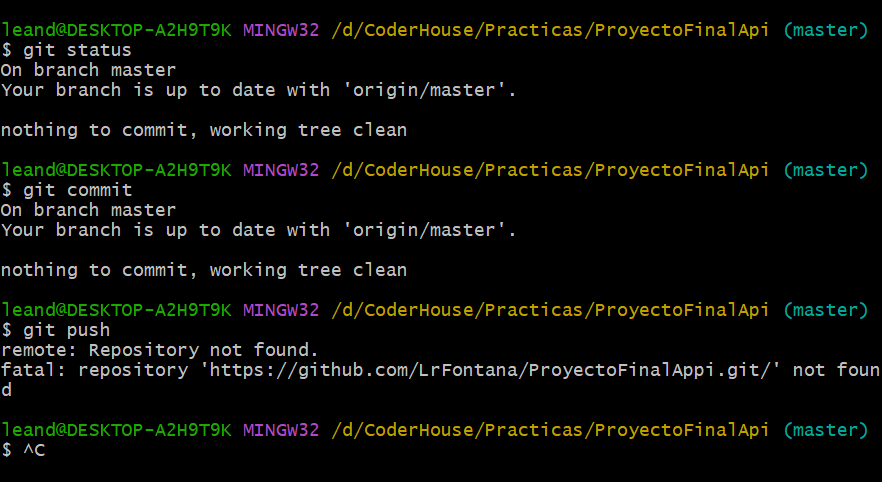 leand@DESKTOP-A2H9T9K MINGW32 /d/CoderHouse/Practicas/ProyectoFinalApi (master)
$ git status
On branch master
Your branch is up to date with 'origin/master'.
nothing to commit, working tree clean
leand@DESKTOP-A2H9T9K MINGW32 /d/CoderHouse/Practicas/ProyectoFinalApi (master)
$ git commit
On branch master
Your branch is up to date with 'origin/master'.
nothing to commit, working tree clean
leand@DESKTOP-A2H9T9K MINGW32 /d/CoderHouse/Practicas/ProyectoFinalApi (master)
$ git push
remote: Repository not found.
fatal: repository 'https://github.com/LrFontana/ProyectoFinalAppi.git/' not foun
d
leand@DESKTOP-A2H9T9K MINGW32 /d/CoderHouse/Practicas/ProyectoFinalApi (master)
$ ^C